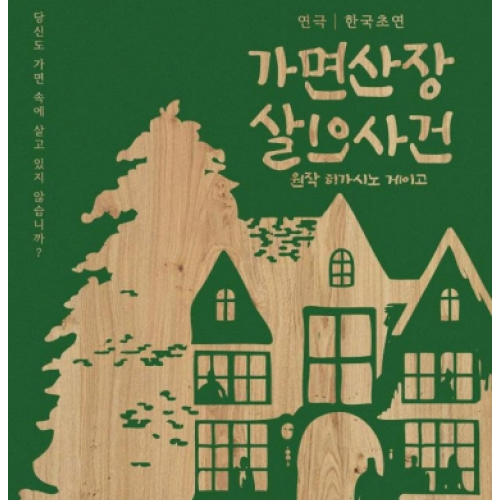 연극 | 한국초연
가면산장
살인사건
원작 히가시노 게이고
당신도 가면 속에 살고 있지 않습니까?